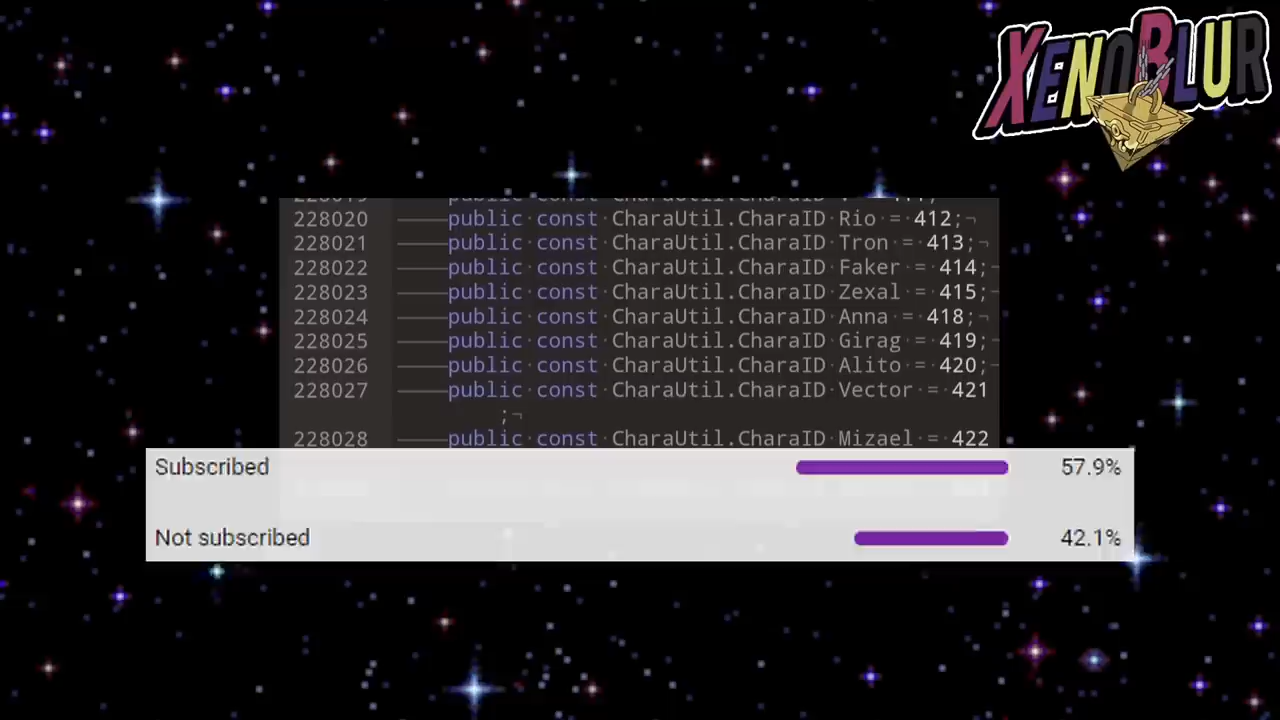 XENOBLUR
228020 public const CharaUtil.CharaID Rio = 412;
228021 public const CharaUtil.CharaID Tron = 413;
228022 public const CharaUtil.CharaID Faker = 414;
228023 public const CharaUtil.CharaID Zexal = 415;
228024 public const CharaUtil.CharaID Anna = 418;
228025 public const CharaUtil.CharaID Girag = 419;
228026 public const CharaUtil.CharaID Alito = 420;
228027 public const CharaUtil.CharaID Vector = 421
;
228028 public const CharaUtil.CharaID Mizael = 422
Subscribed 57.9%
Not subscribed 42.1%